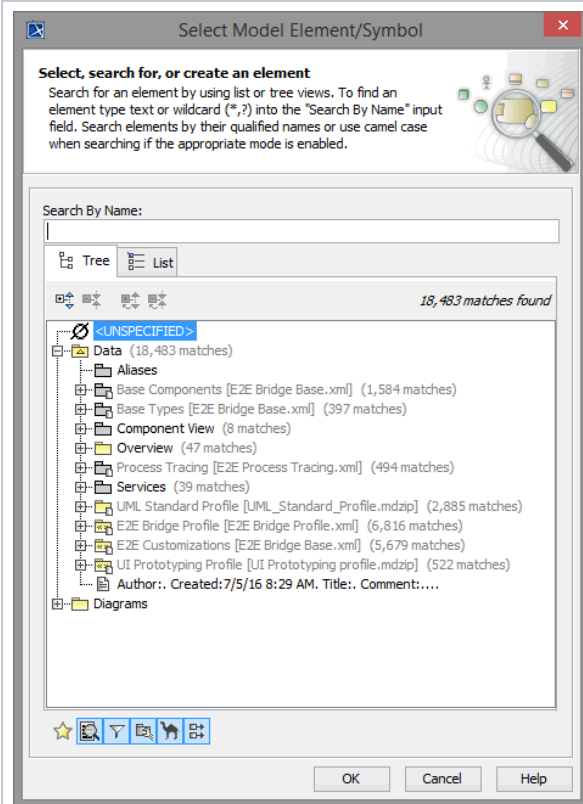 Select Model Element/Symbol
Select, search for, or create an element
Search for an element by using list or tree views. To find an
element type text or wildcard (*,?) into the "Search By Name" input
field. Search elements by their qualified names or use camel case
when searching if the appropriate mode is enabled.
Search By Name:
Tree List
18,483 matches found
<UNSPECIFIED>
Data (18,483 matches)
Aliases
Base Components [E2E Bridge Base.xml] (1,584 matches)
Base Types [E2E Bridge Base.xml] (397 matches)
Component View (8 matches)
Overview (47 matches)
Process Tracing [E2E Process Tracing.xml] (494 matches)
Services (39 matches)
UML Standard Profile [UML_Standard_Profile.mdzip] (2,885 matches)
E2E Bridge Profile [E2E Bridge Profile.xml] (6,816 matches)
E2E Customizations [E2E Bridge Base.xml] (5,679 matches)
UI Prototyping Profile [UI Prototyping profile.mdzip] (522 matches)
Author:. Created:7/5/16 8:29 AM. Title:. Comment:....
Diagrams
OK Cancel Help